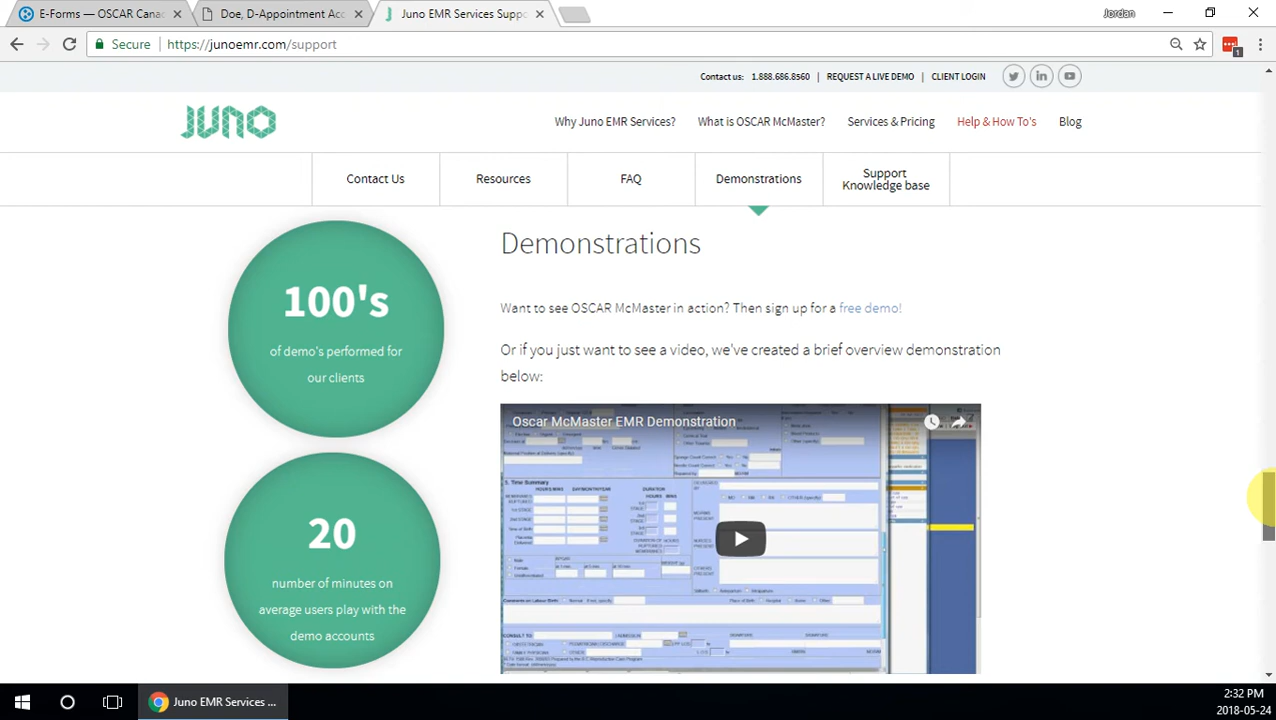 E-Forms — OSCAR Cana
Doe, D-Appointment Acc
Juno EMR Services Suppo
Jordan
Secure
https://junoemr.com/support
1
Contact us: 1.888.686.8560 | REQUEST A LIVE DEMO | CLIENT LOGIN
JUNO
Why Juno EMR Services?
What is OSCAR McMaster?
Services & Pricing
Help & How To's
Blog
Contact Us
Resources
FAQ
Demonstrations
Support
Knowledge base
100's
of demo's performed for
our clients
20
number of minutes on
average users play with the
demo accounts
Demonstrations
Want to see OSCAR McMaster in action? Then sign up for a free demo!
Or if you just want to see a video, we've created a brief overview demonstration
below:
Oscar McMaster EMR Demonstration
3. Time Summary
Juno EMR Services ...
2:32 PM
2018-05-24